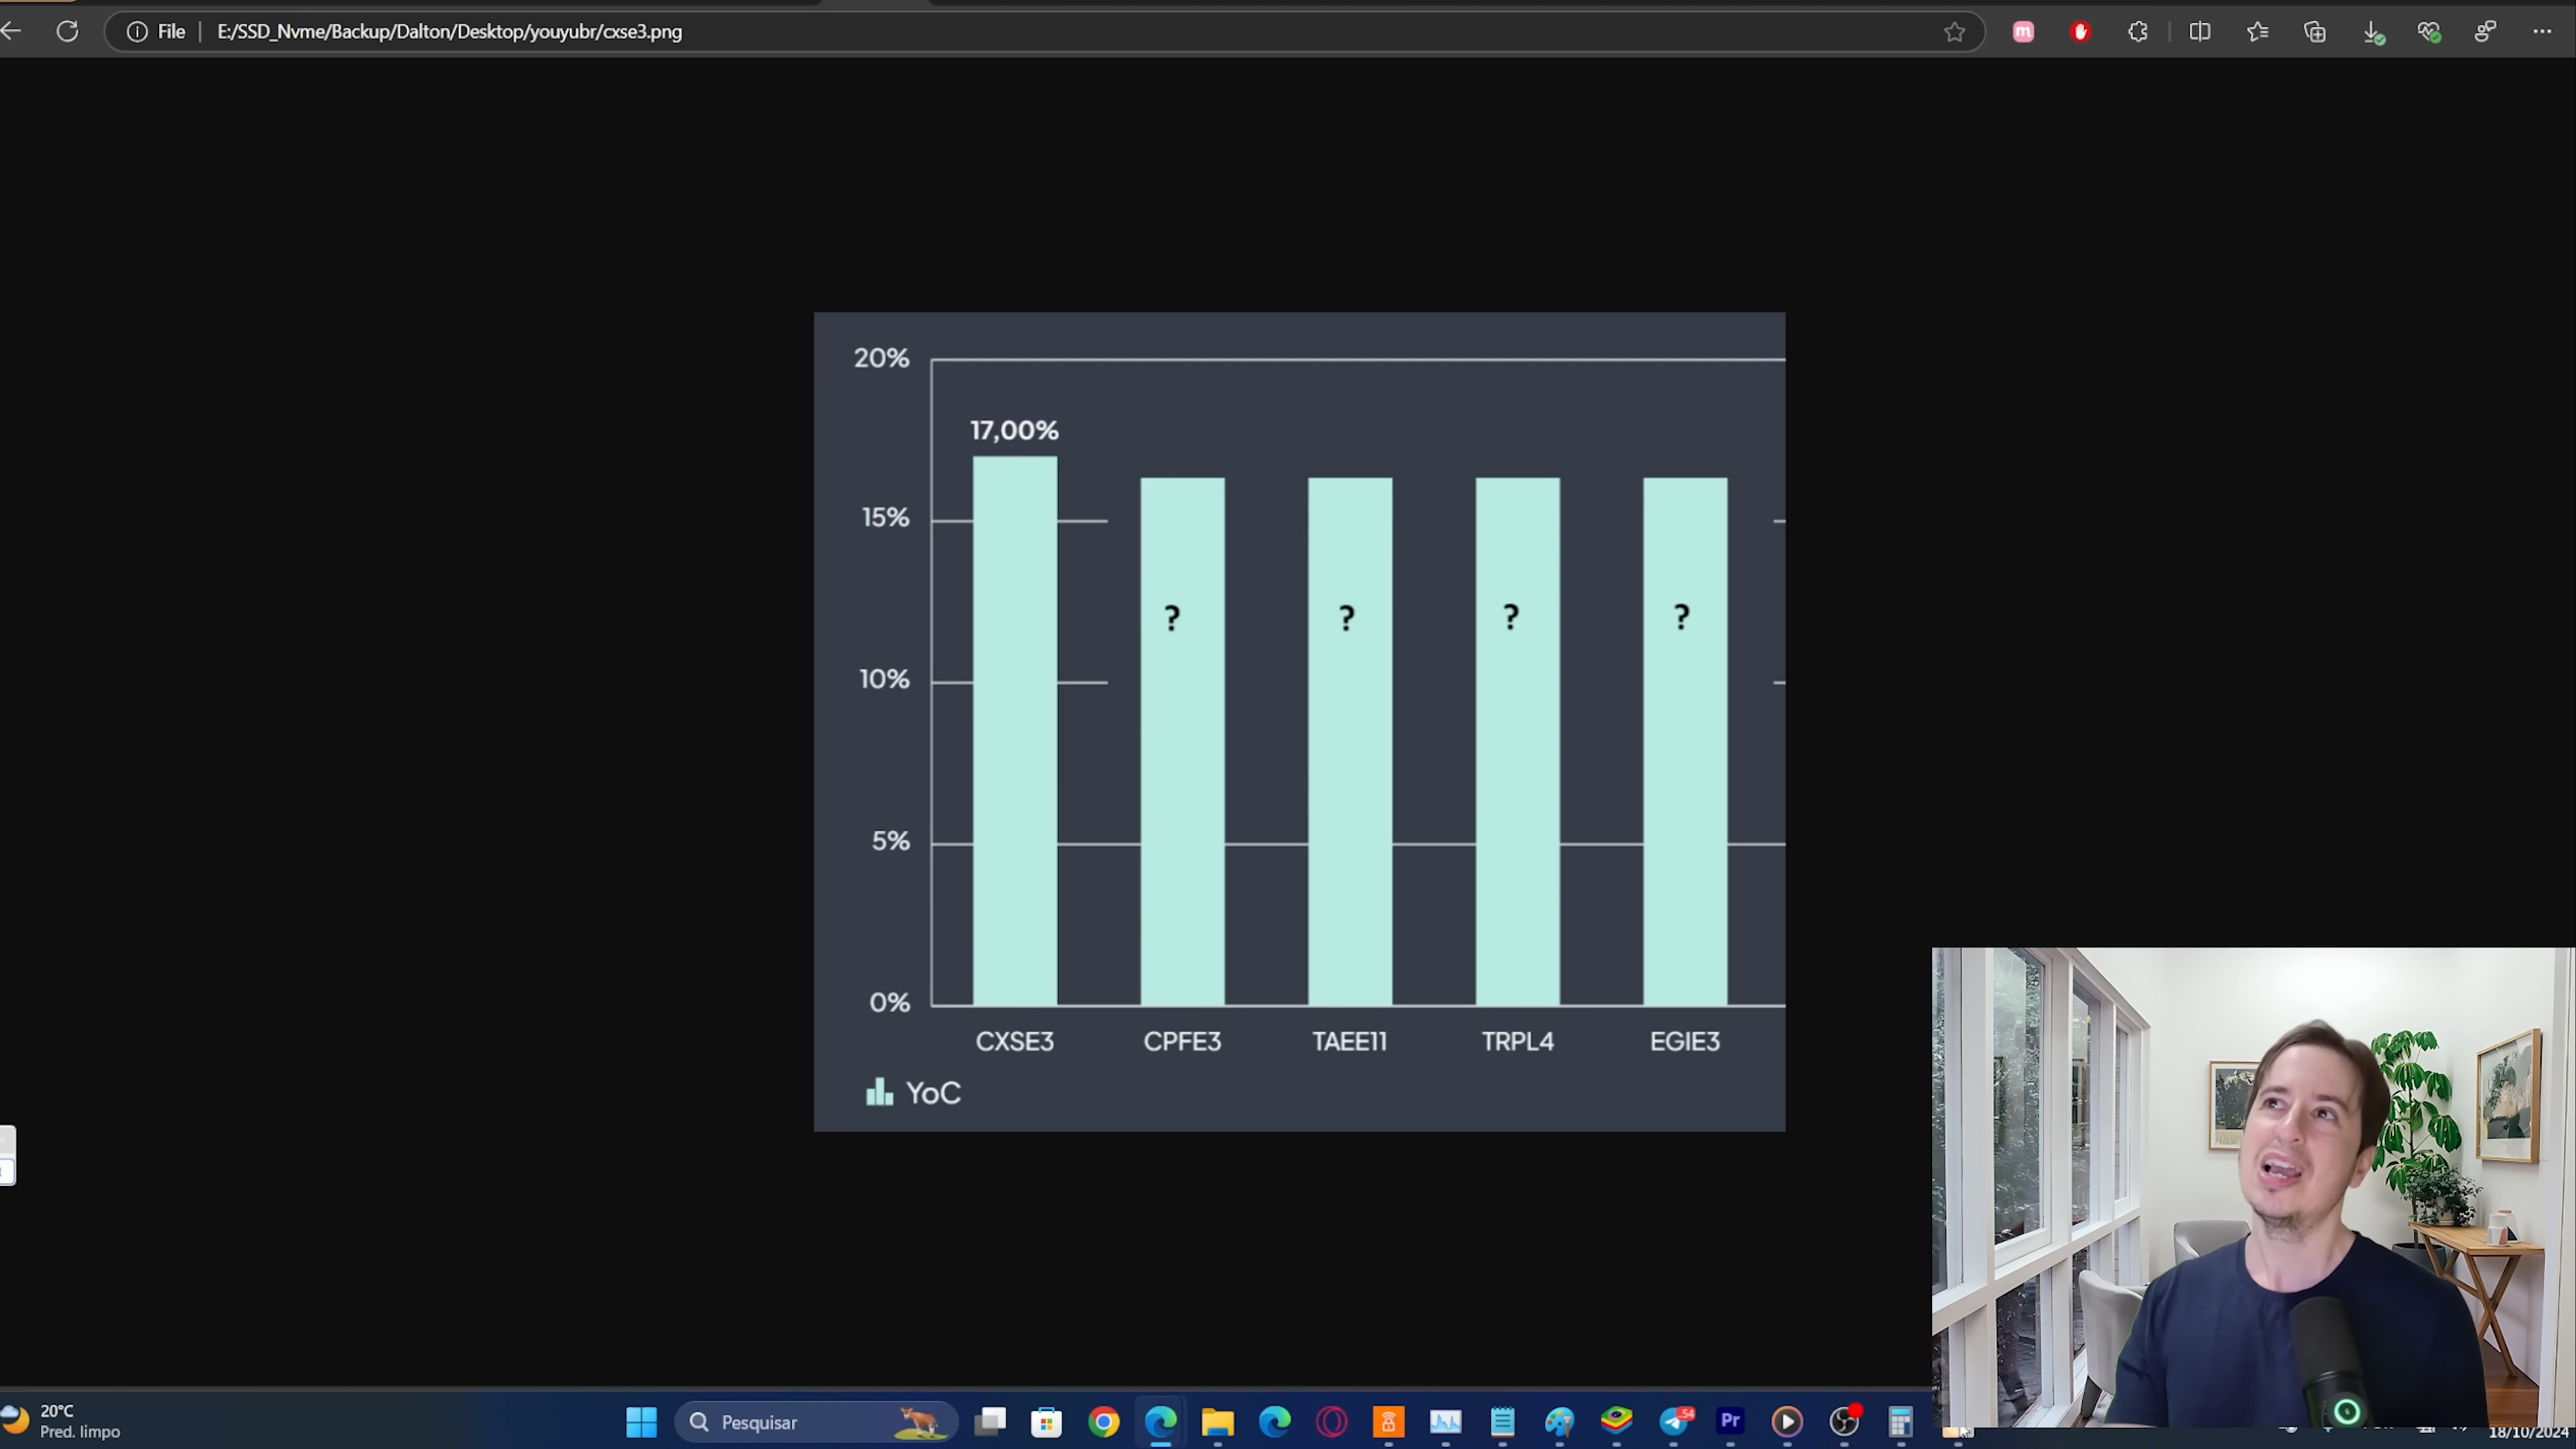 File E:/SSD_Nvme/Backup/Dalton/Desktop/youyubr/cxse3.png
m
20%
17,00%
15%
? ? ? ?
10%
5%
0%
CXSE3 CPFE3 TAEE11 TRPL4 EGIE3
YoC
20°C
Pred. limpo
Pesquisar
54
Pr
18/10/2024